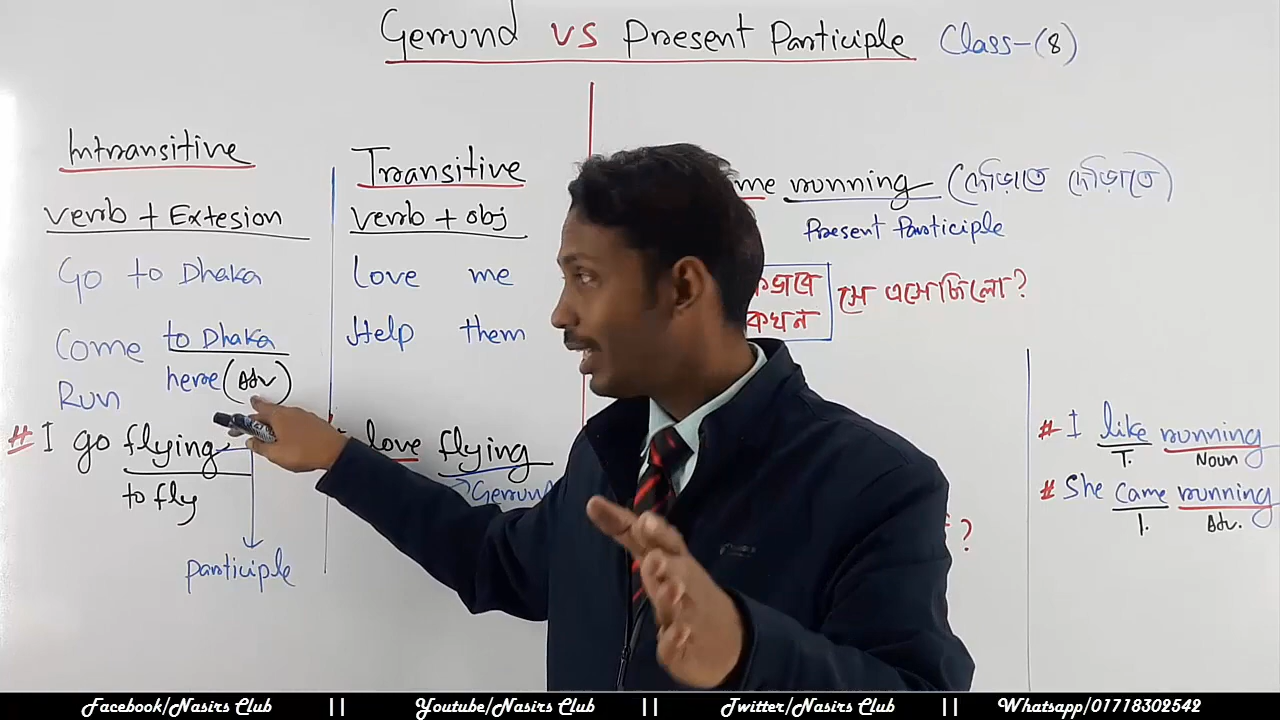 Gerund vs Present Participle Class-(8)
Intransitive
verb + Extesion
Go to Dhaka
Come to Dhaka
here (Adv)
Run
# I go flying
to fly
participle
Transitive
verb + obj
Love me
Help them
love flying
Gerund
me running (দৌড়াতে দৌড়াতে)
Present Participle
কিভাবে
কখন
সে এসেছিলো?
?
# I like running
T. Noun
# She came running
I. Adv.
Facebook/Nasirs Club || Youtube/Nasirs Club || Twitter/Nasirs Club || Whatsapp/01718302542